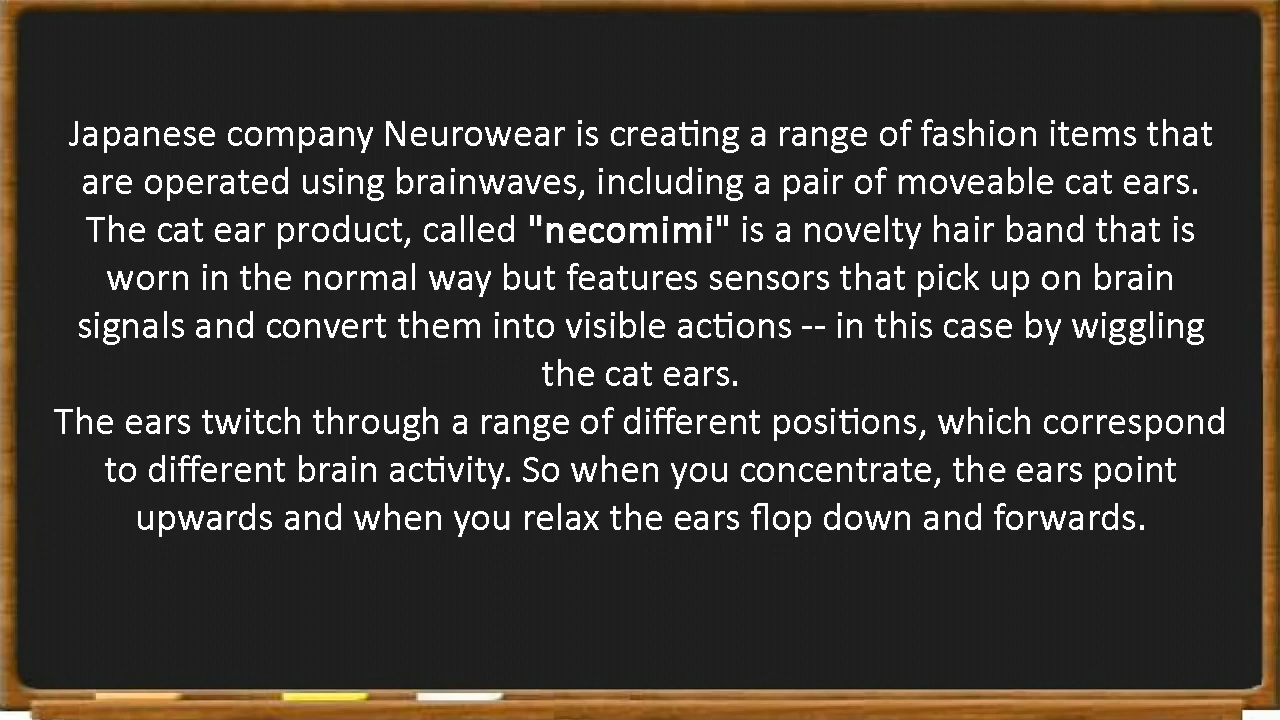 Japanese company Neurowear is creating a range of fashion items that
are operated using brainwaves, including a pair of moveable cat ears.
The cat ear product, called "necomimi" is a novelty hair band that is
worn in the normal way but features sensors that pick up on brain
signals and convert them into visible actions -- in this case by wiggling
the cat ears.
The ears twitch through a range of different positions, which correspond
to different brain activity. So when you concentrate, the ears point
upwards and when you relax the ears flop down and forwards.